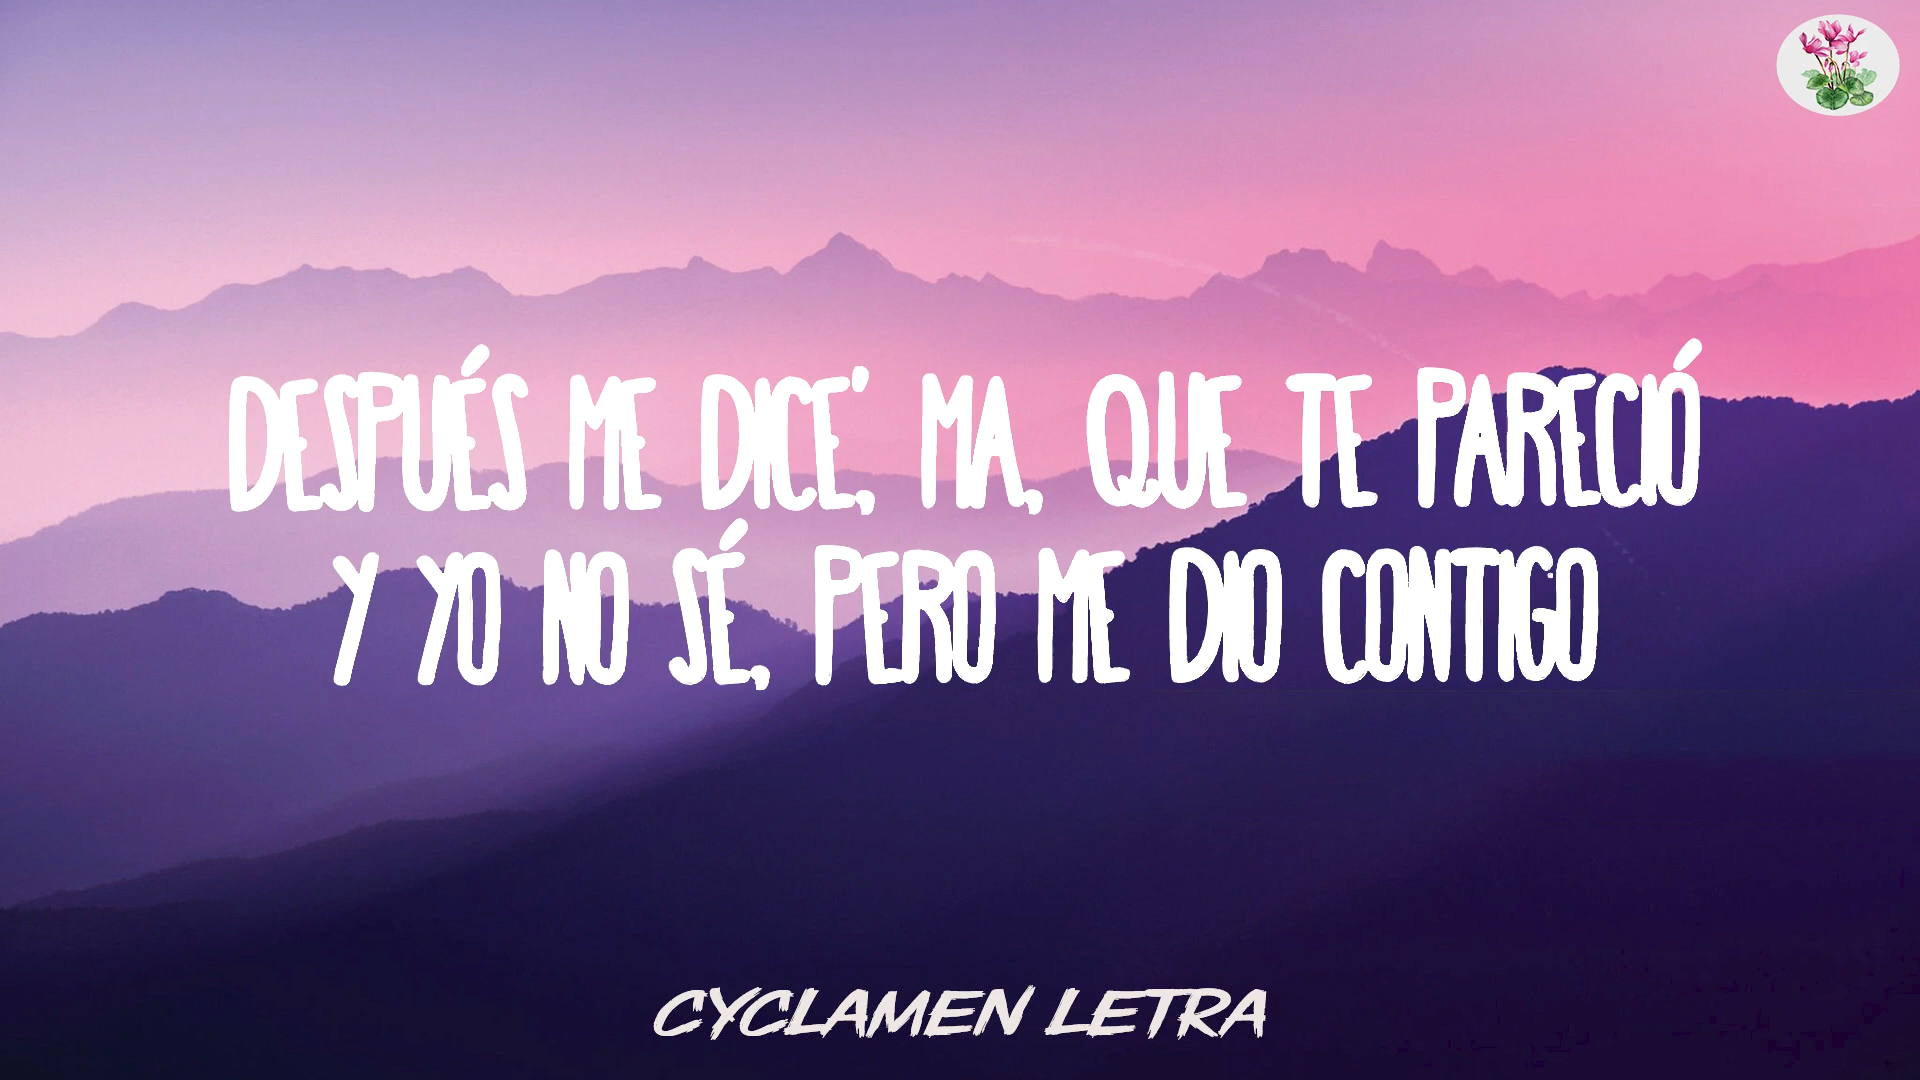 DESPUÉS ME DICE', MA, QUE TE PARECIÓ
Y YO NO SÉ, PERO ME DIO CONTIGO
CYCLAMEN LETRA